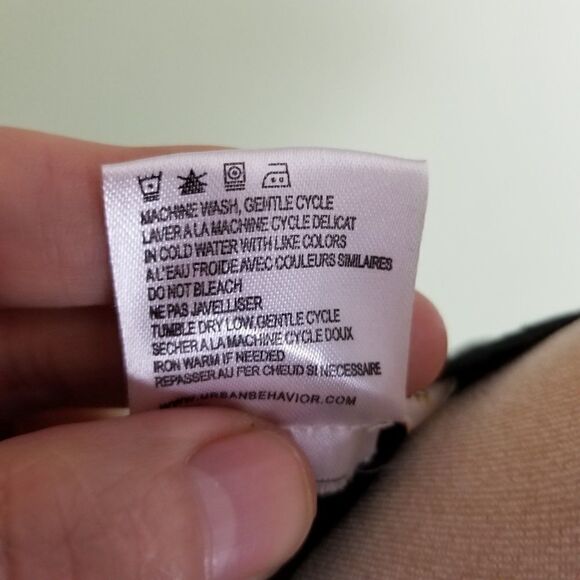 MACHINE WASH, GENTLE CYCLE
LAVER A LA MACHINE CYCLE DELICAT
IN COLD WATER WITH LIKE COLORS
A L'EAU FROIDE AVEC COULEURS SIMILAIRES
DO NOT BLEACH
NE PAS JAVELLISER
TUMBLE DRY LOW, GENTLE CYCLE
SECHER A LA MACHINE CYCLE DOUX
IRON WARM IF NEEDED
REPASSER AU FER CHEUD SI NECESSAIRE
WWW.URBANBEHAVIOR.COM